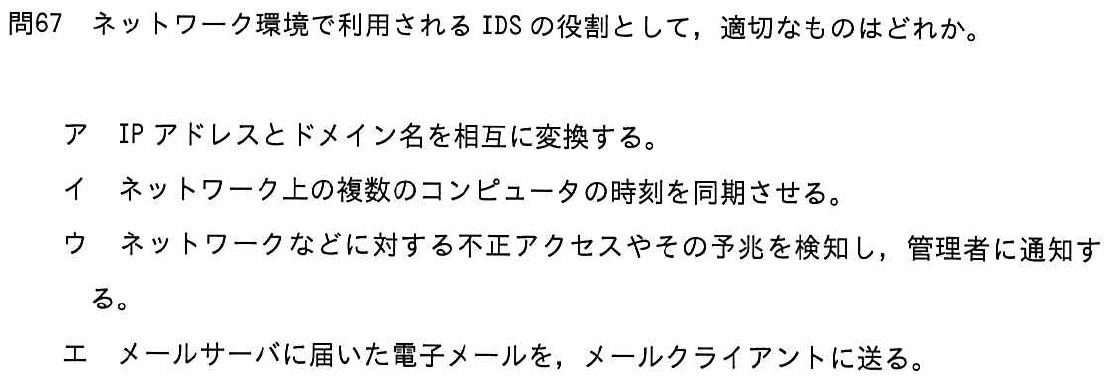 問67 ネットワーク環境で利用される IDS の役割として，適切なものはどれか。
ア IP アドレスとドメイン名を相互に変換する。
イ ネットワーク上の複数のコンピュータの時刻を同期させる。
ウ ネットワークなどに対する不正アクセスやその予兆を検知し，管理者に通知す
る。
エ メールサーバに届いた電子メールを，メールクライアントに送る。